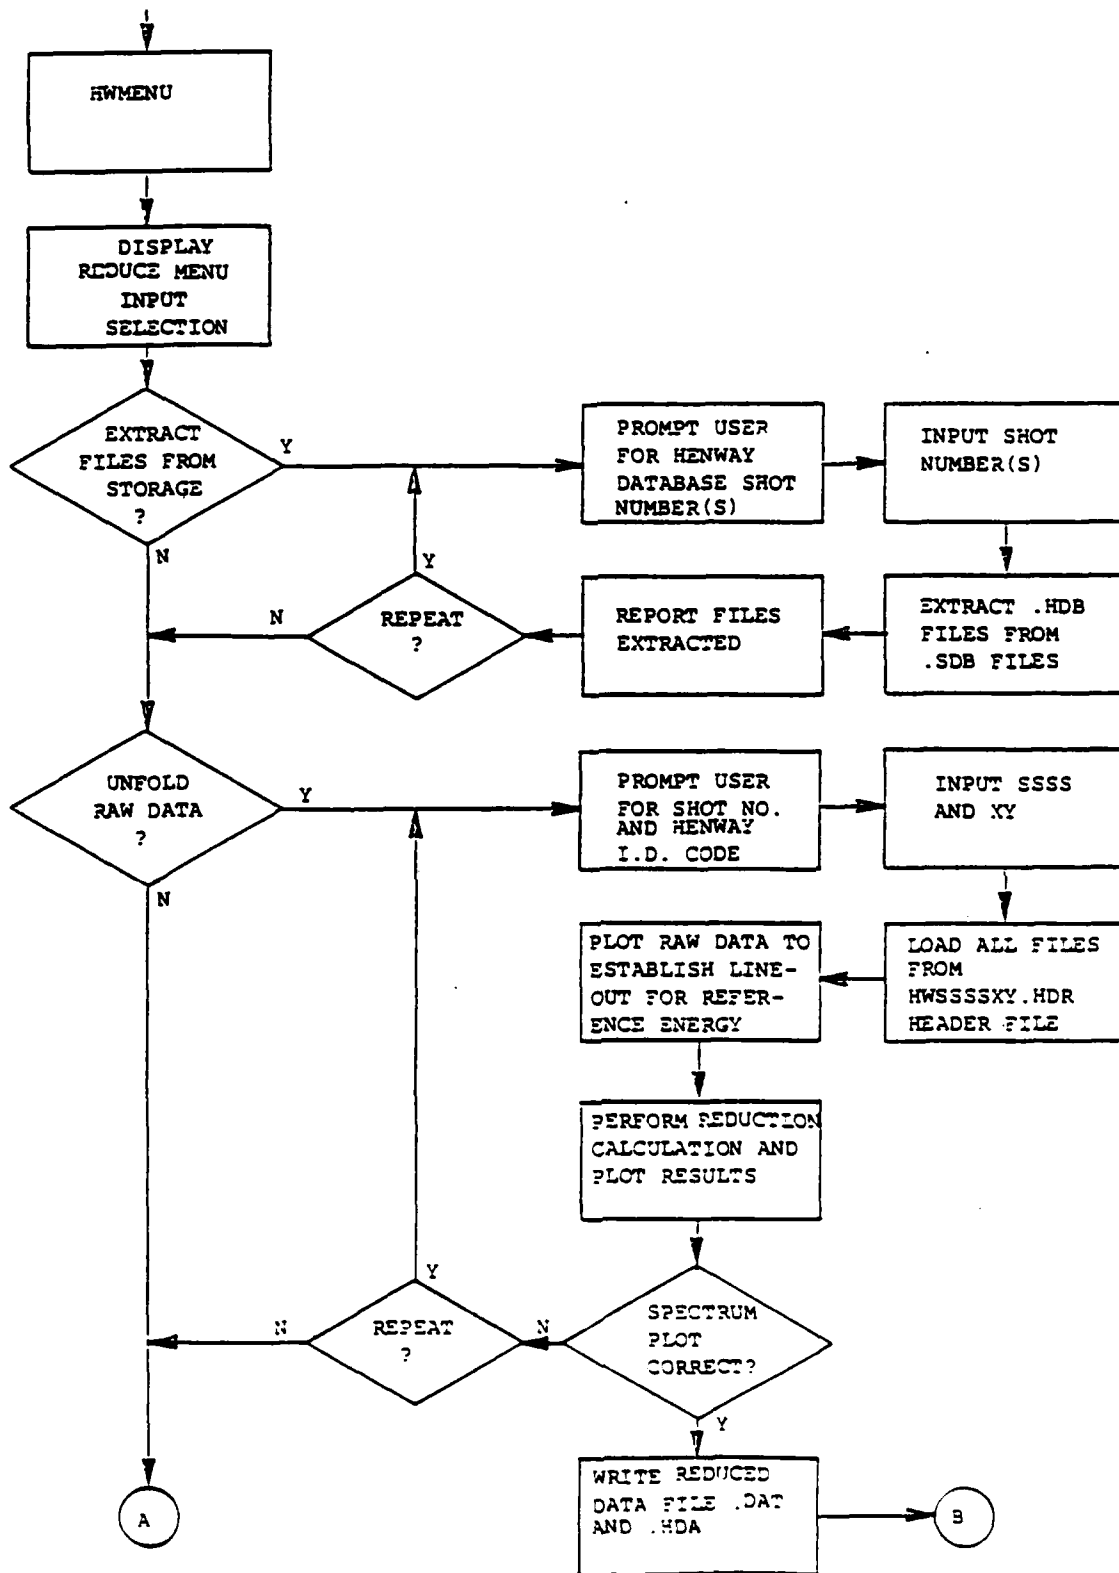 HWMENU
DISPLAY
REDUCE MENU
INPUT
SELECTION
EXTRACT
FILES FROM
STORAGE
?
Y
N
PROMPT USER
FOR HENWAY
DATABASE SHOT
NUMBER(S)
INPUT SHOT
NUMBER(S)
EXTRACT .HDB
FILES FROM
.SDB FILES
REPORT FILES
EXTRACTED
REPEAT
?
Y
N
UNFOLD
RAW DATA
?
Y
N
PROMPT USER
FOR SHOT NO.
AND HENWAY
I.D. CODE
INPUT SSSS
AND XY
LOAD ALL FILES
FROM
HWSSSSXY.HDR
HEADER FILE
PLOT RAW DATA TO
ESTABLISH LINE-
OUT FOR REFER-
ENCE ENERGY
PERFORM REDUCTION
CALCULATION AND
PLOT RESULTS
SPECTRUM
PLOT
CORRECT?
N
Y
REPEAT
?
Y
N
WRITE REDUCED
DATA FILE .DAT
AND .HDA
A
B